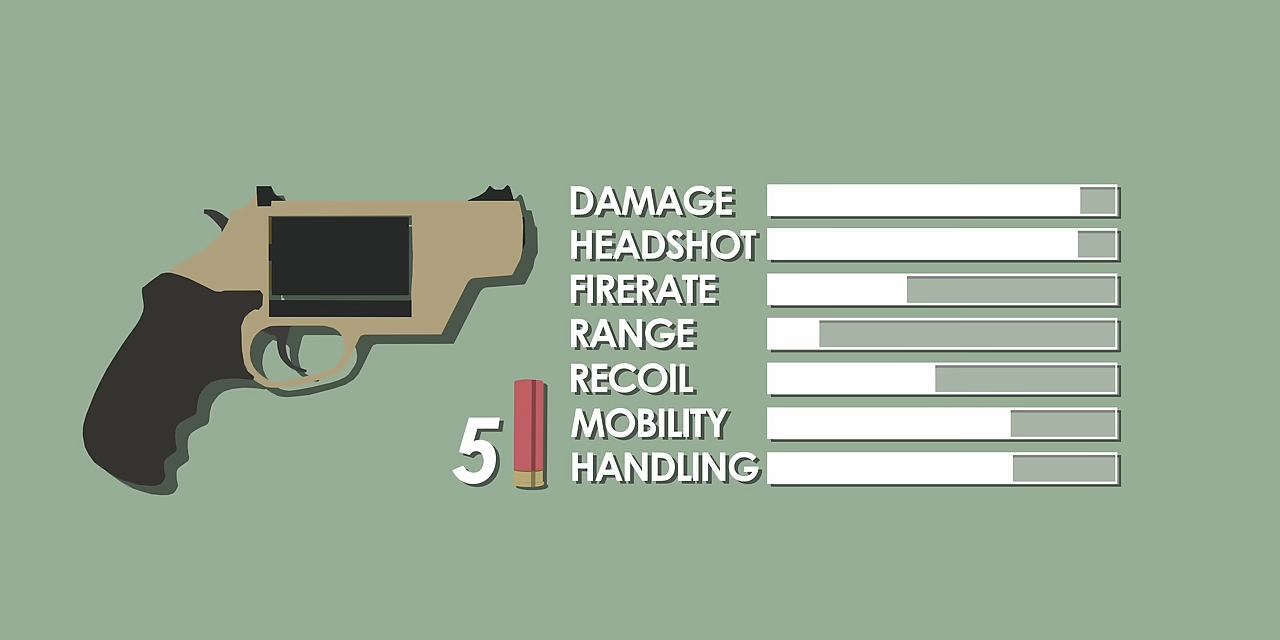 DAMAGE
HEADSHOT
FIRERATE
RANGE
RECOIL
MOBILITY
HANDLING
5